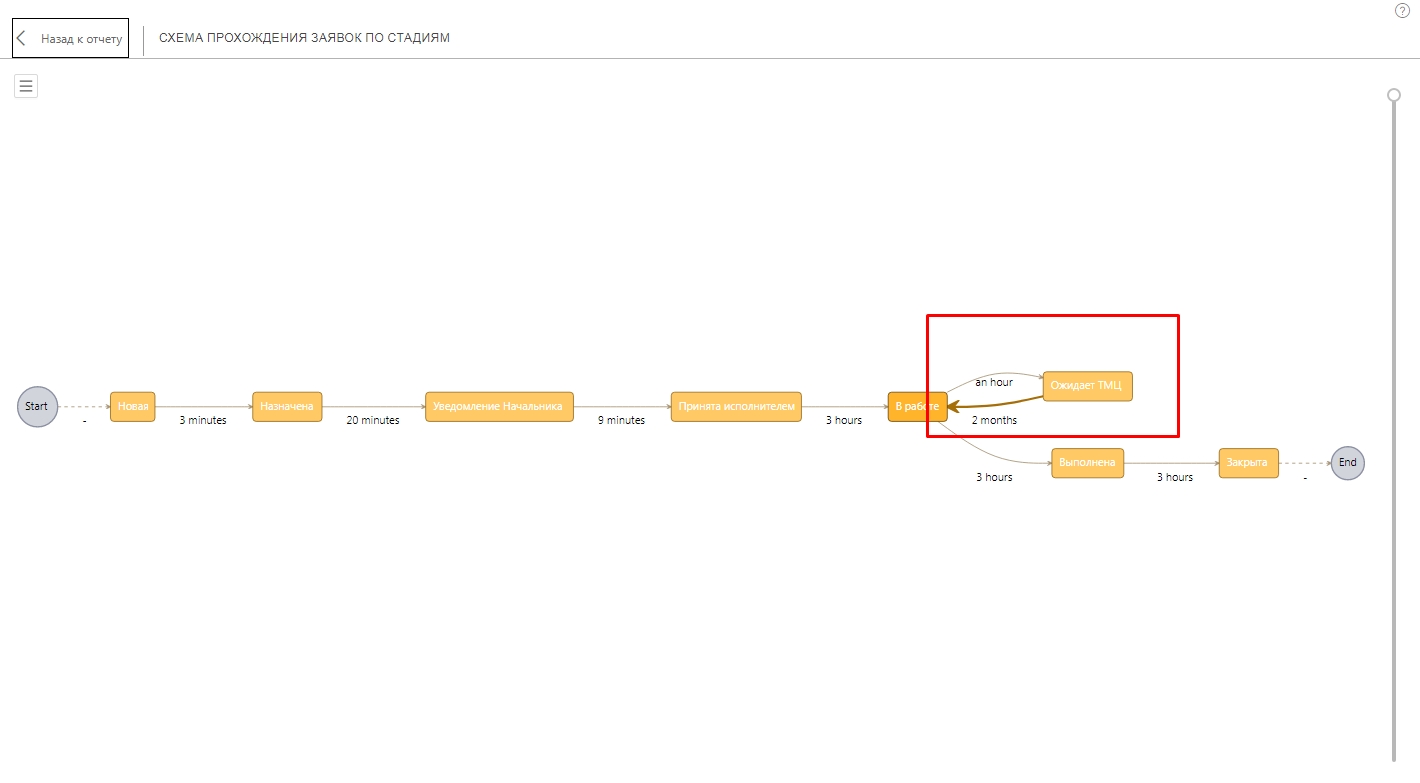 ?
Назад к отчету
СХЕМА ПРОХОЖДЕНИЯ ЗАЯВОК ПО СТАДИЯМ
Start
-
Новая
3 minutes
Назначена
20 minutes
Уведомление Начальника
9 minutes
Принята исполнителем
3 hours
В работе
an hour
Ожидает ТМЦ
2 months
3 hours
Выполнена
3 hours
Закрыта
-
End